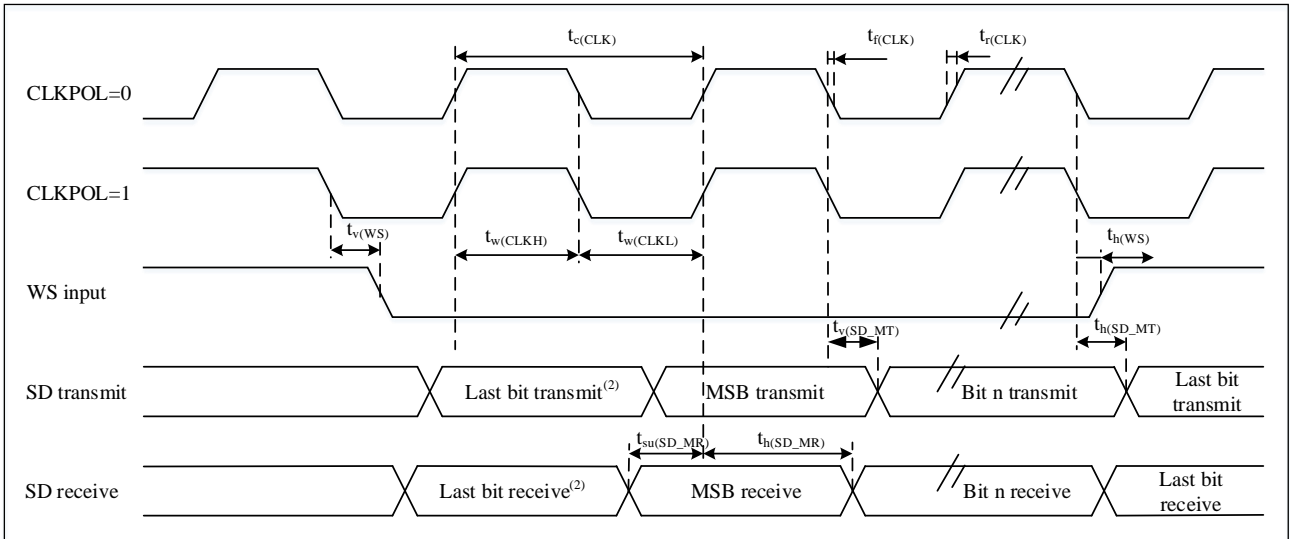 t_c(CLK)
t_f(CLK)
t_r(CLK)
CLKPOL=0
CLKPOL=1
t_v(WS)
t_w(CLKH)
t_w(CLKL)
t_h(WS)
WS input
t_v(SD_MT)
t_h(SD_MT)
SD transmit
Last bit transmit(2)
MSB transmit
Bit n transmit
Last bit
transmit
t_su(SD_MR)
t_h(SD_MR)
SD receive
Last bit receive(2)
MSB receive
Bit n receive
Last bit
receive